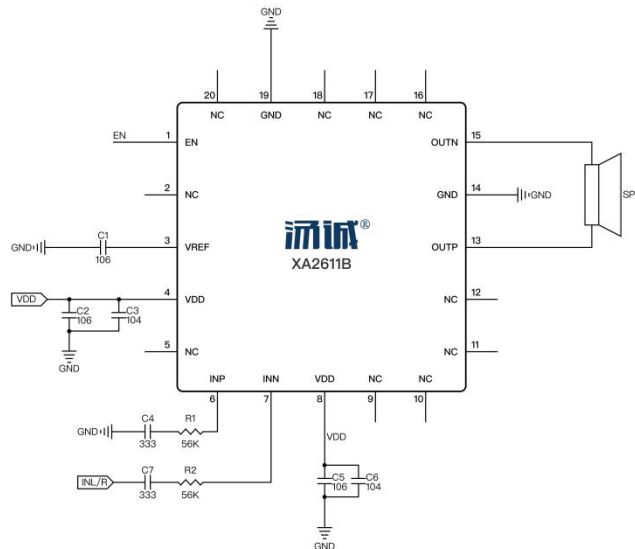 GND
20 19 18 17 16
NC GND NC NC NC
EN 1 EN OUTN 15
2 NC GND 14 GND
SP
C1
GND 3 VREF OUTP 13
106
汤诚®
XA2611B
VDD 4 VDD NC 12
C2 C3
106 104
5 NC NC 11
GND
INP INN VDD NC NC
6 7 8 9 10
C4 R1
GND
333 56K
VDD
C7 R2
INL/R
333 56K
C5 C6
106 104
GND